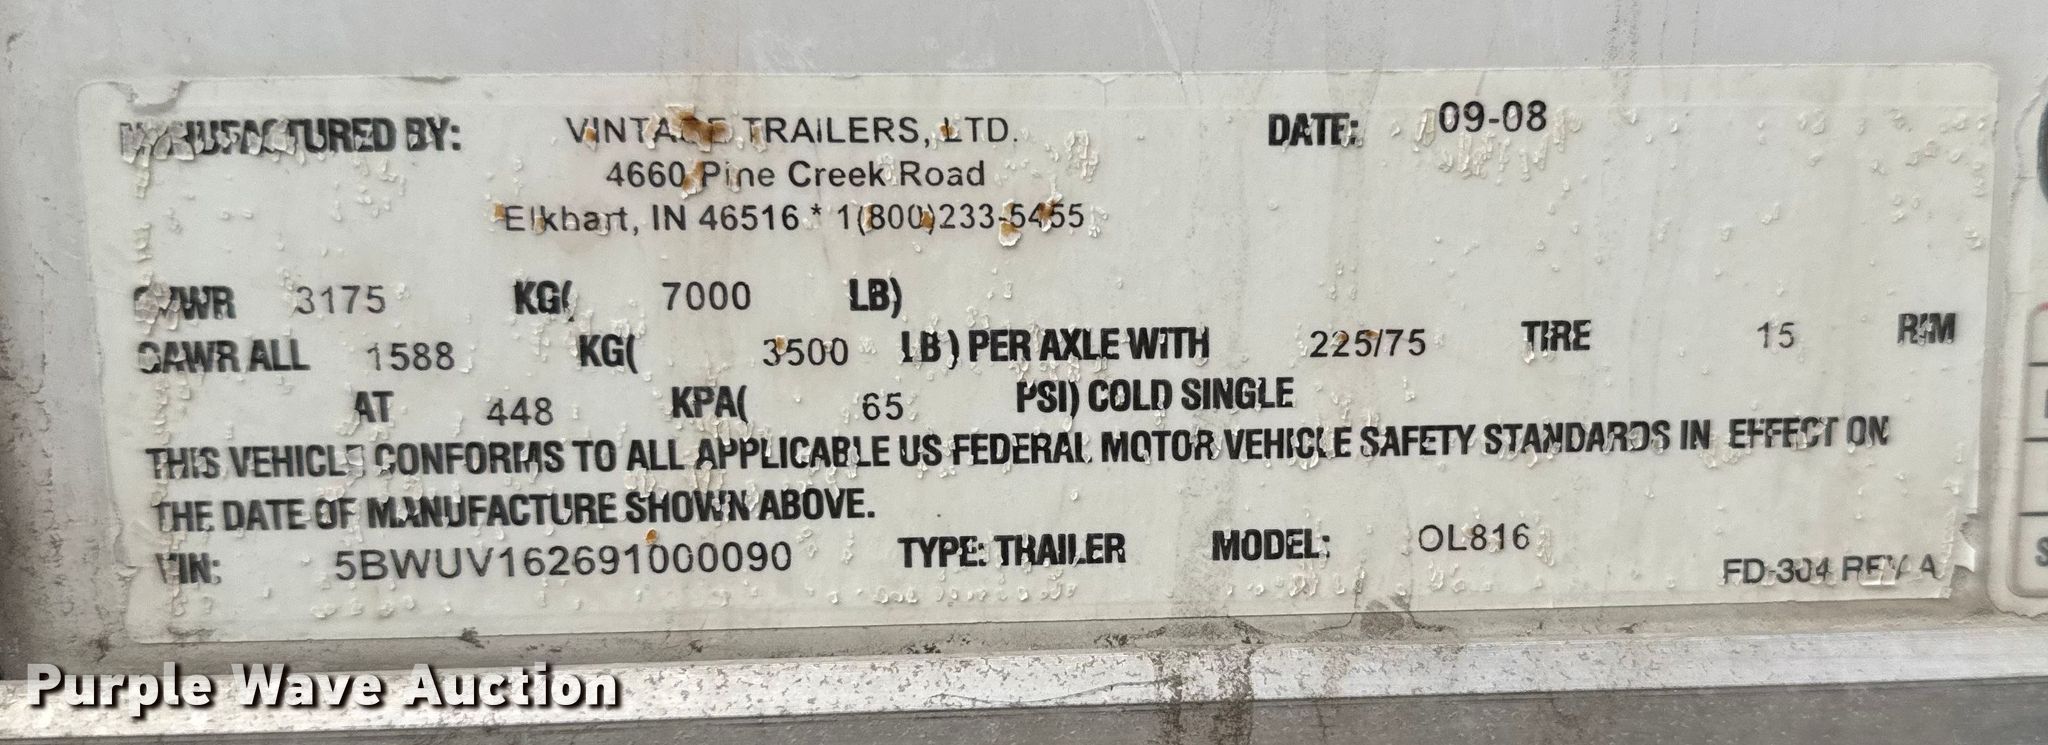 MANUFACTURED BY: VINTAGE TRAILERS, LTD. DATE: 09-08
4660 Pine Creek Road
Elkhart, IN 46516 * 1(800)233-5455
GVWR 3175 KG( 7000 LB)
GAWR ALL 1588 KG( 3500 LB) PER AXLE WITH 225/75 TIRE 15 RIM
AT 448 KPA( 65 PSI) COLD SINGLE
THIS VEHICLE CONFORMS TO ALL APPLICABLE US FEDERAL MOTOR VEHICLE SAFETY STANDARDS IN EFFECT ON
THE DATE OF MANUFACTURE SHOWN ABOVE.
VIN: 5BWUV162691000090 TYPE: TRAILER MODEL: OL816
FD-304 REV A
Purple Wave Auction